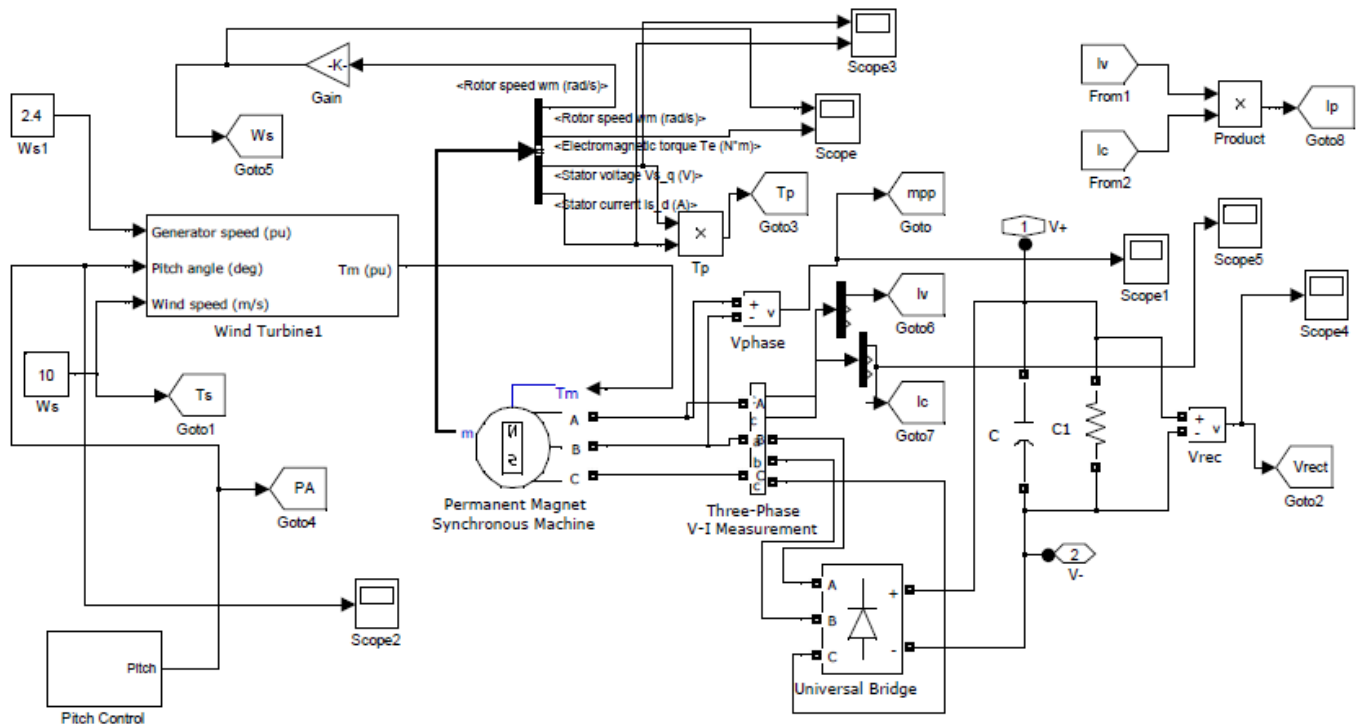 -K-
Gain
<Rotor speed wm (rad/s)>
Scope3
2.4
Ws1
Ws
Goto5
<Rotor speed wm (rad/s)>
Scope
<Electromagnetic torque Te (N*m)>
<Stator voltage Vs_q (V)>
<Stator current Is_d (A)>
Iv
From1
Ic
From2
×
Product
Ip
Goto8
Generator speed (pu)
Pitch angle (deg)
Wind speed (m/s)
Tm (pu)
Wind Turbine1
×
Tp
Tp
Goto3
mpp
Goto
1
V+
Scope5
Scope1
Scope4
+
-
v
Vphase
Iv
Goto6
Ic
Goto7
10
Ws
Ts
Goto1
Tm
m
N
S
A
B
C
Permanent Magnet
Synchronous Machine
A
a
B
b
C
c
Three-Phase
V-I Measurement
C
C1
+
-
v
Vrec
Vrect
Goto2
2
V-
PA
Goto4
Scope2
Pitch
Pitch Control
A
B
C
+
-
Universal Bridge